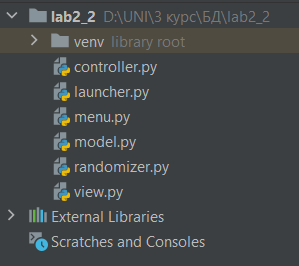 lab2_2 D:\UNI\3 курс\БД\lab2_2
venv library root
controller.py
launcher.py
menu.py
model.py
randomizer.py
view.py
External Libraries
Scratches and Consoles